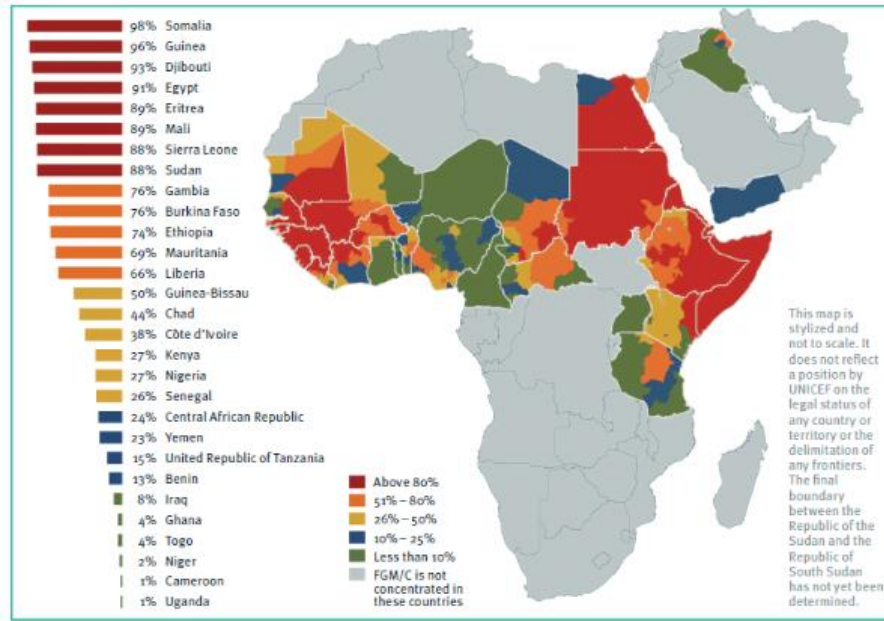 98% Somalia
96% Guinea
93% Djibouti
91% Egypt
89% Eritrea
89% Mali
88% Sierra Leone
88% Sudan
76% Gambia
76% Burkina Faso
74% Ethiopia
69% Mauritania
66% Liberia
50% Guinea-Bissau
44% Chad
38% Côte d'Ivoire
27% Kenya
27% Nigeria
26% Senegal
24% Central African Republic
23% Yemen
15% United Republic of Tanzania
13% Benin
8% Iraq
4% Ghana
4% Togo
2% Niger
1% Cameroon
1% Uganda
Above 80%
51% – 80%
26% – 50%
10% – 25%
Less than 10%
FGM/C is not
concentrated in
these countries
This map is
stylized and
not to scale. It
does not reflect
a position by
UNICEF on the
legal status of
any country or
territory or the
delimitation of
any frontiers.
The final
boundary
between the
Republic of the
Sudan and the
Republic of
South Sudan
has not yet been
determined.